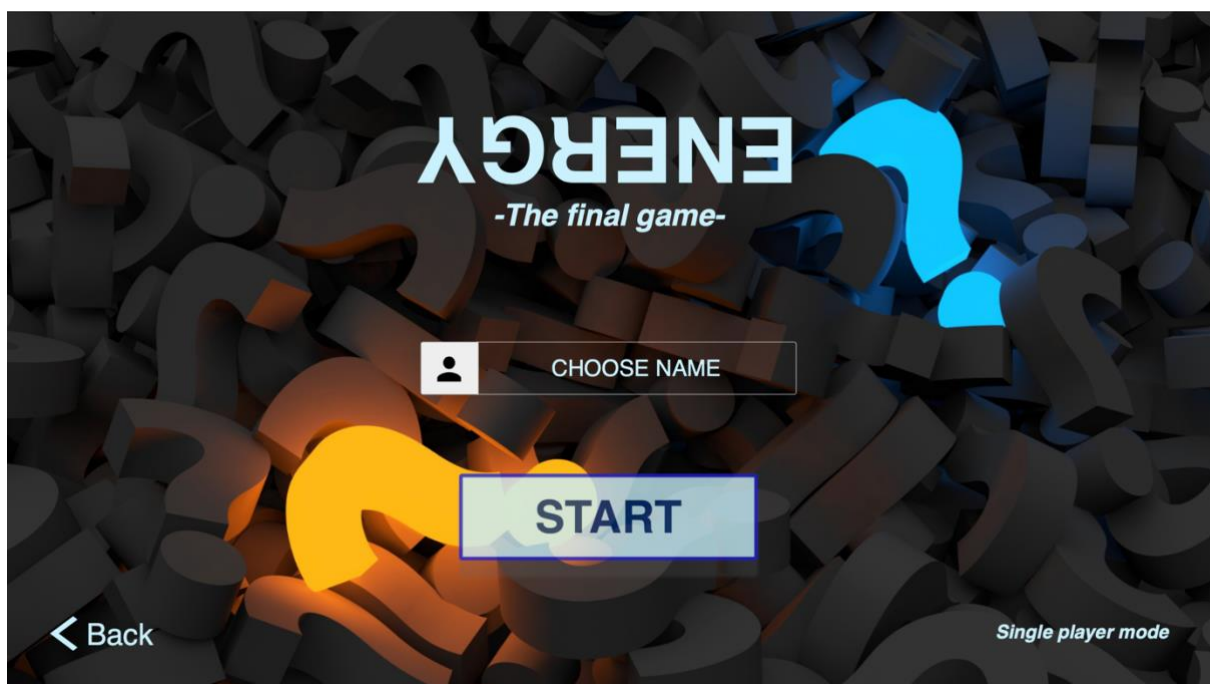 ENERGY
-The final game-
CHOOSE NAME
START
Back
Single player mode